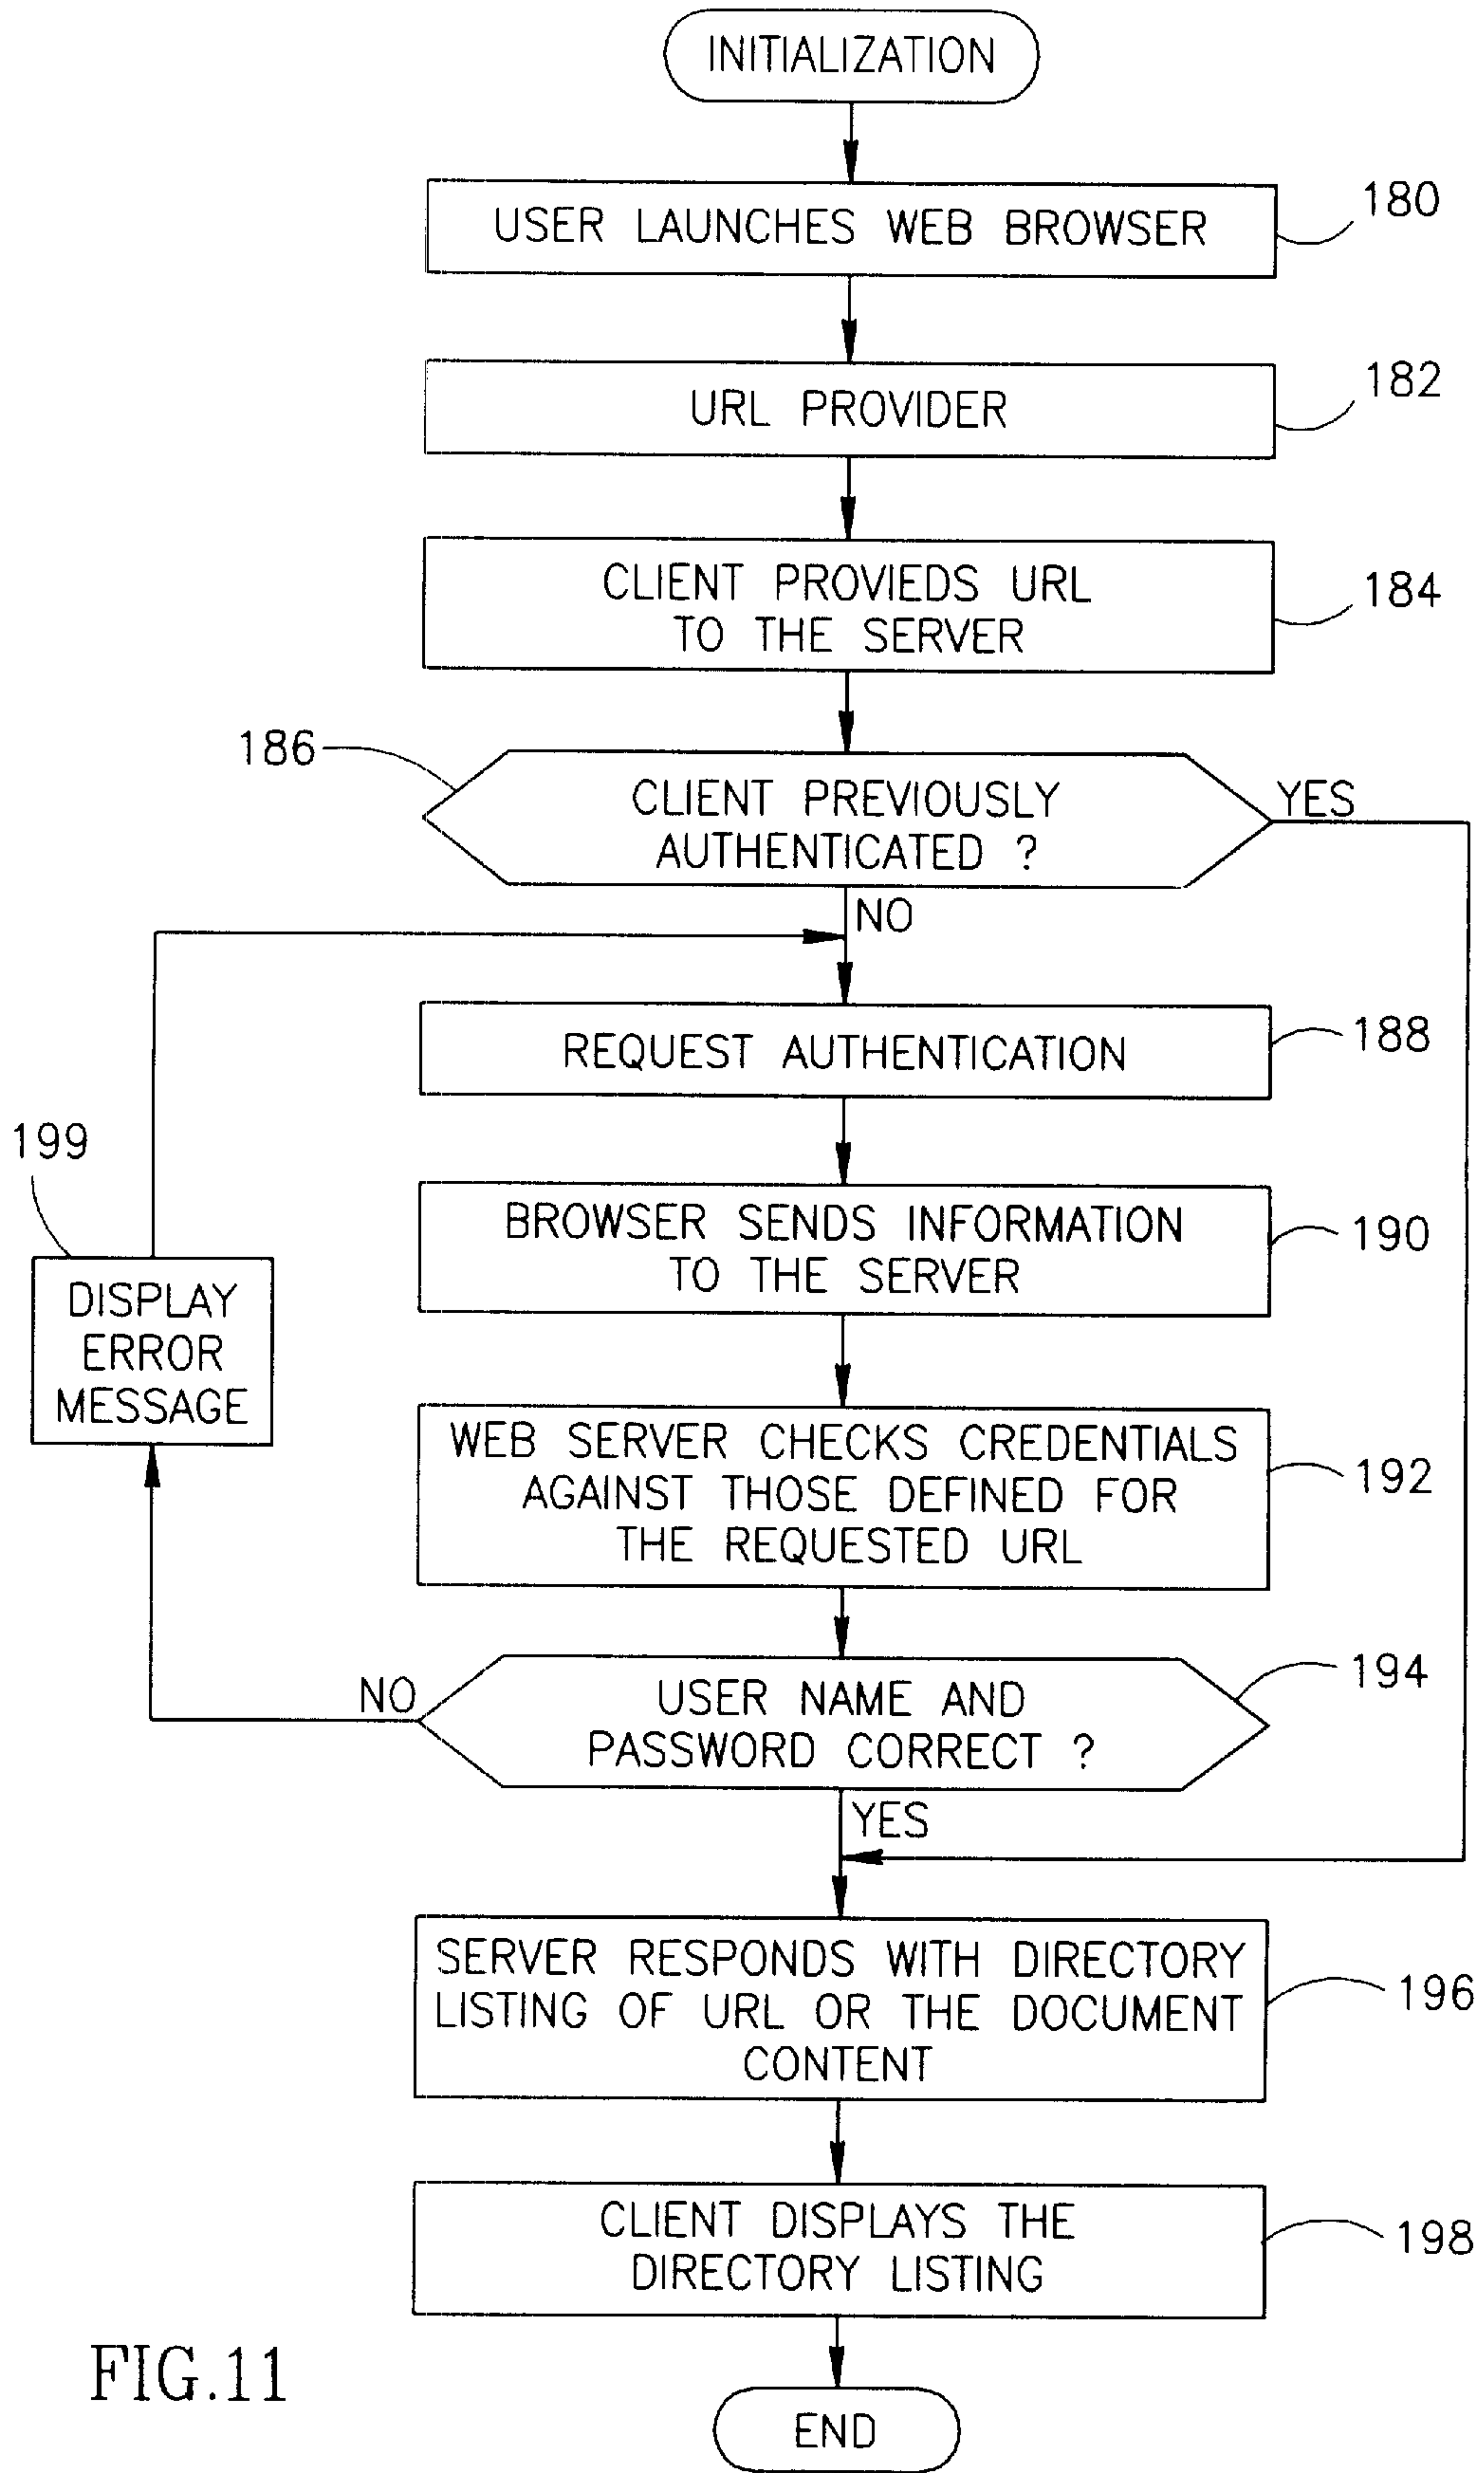 INITIALIZATION
USER LAUNCHES WEB BROWSER
180
URL PROVIDER
182
CLIENT PROVIEDS URL
TO THE SERVER
184
186
CLIENT PREVIOUSLY
AUTHENTICATED ?
YES
NO
REQUEST AUTHENTICATION
188
199
DISPLAY
ERROR
MESSAGE
BROWSER SENDS INFORMATION
TO THE SERVER
190
WEB SERVER CHECKS CREDENTIALS
AGAINST THOSE DEFINED FOR
THE REQUESTED URL
192
NO
USER NAME AND
PASSWORD CORRECT ?
194
YES
SERVER RESPONDS WITH DIRECTORY
LISTING OF URL OR THE DOCUMENT
CONTENT
196
CLIENT DISPLAYS THE
DIRECTORY LISTING
198
FIG.11
END